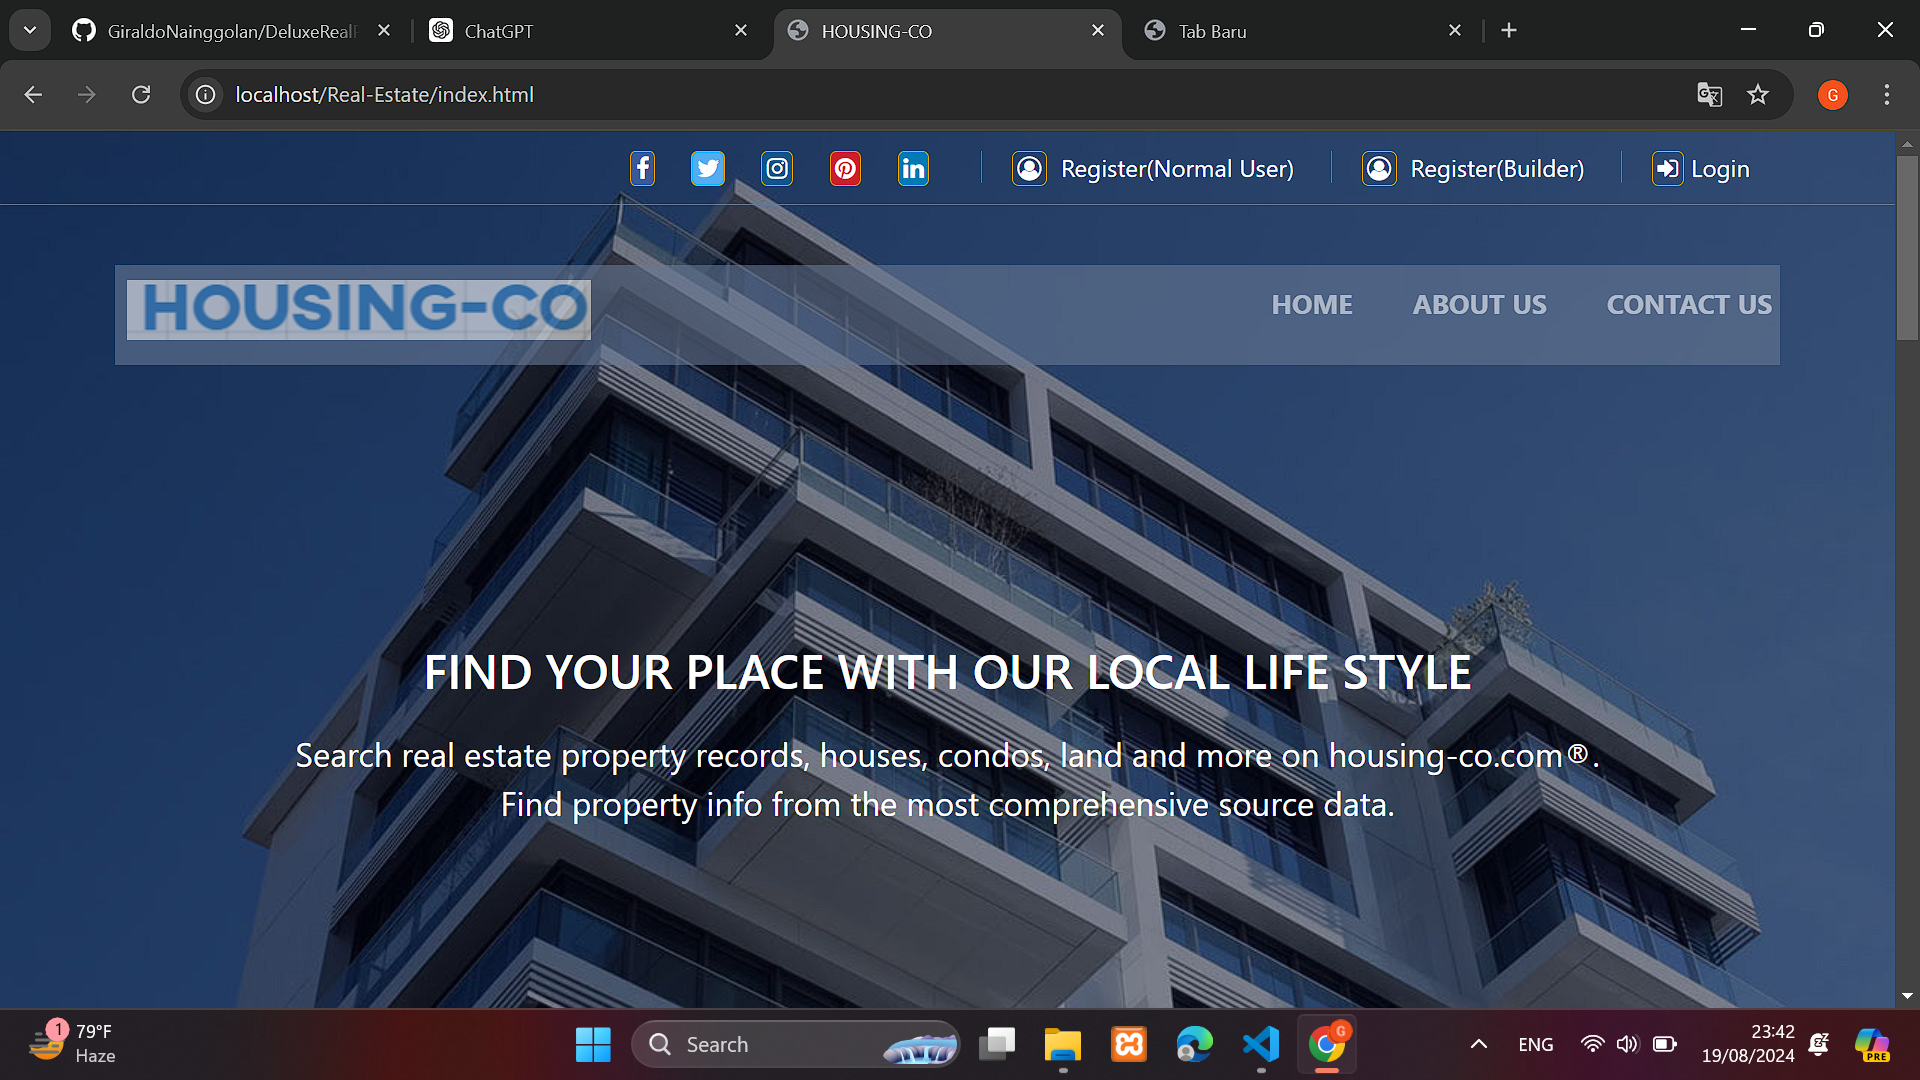 GiraldoNainggolan/DeluxeRealF
ChatGPT
HOUSING-CO
Tab Baru
localhost/Real-Estate/index.html
G
Register(Normal User)
Register(Builder)
Login
HOUSING-CO
HOME
ABOUT US
CONTACT US
FIND YOUR PLACE WITH OUR LOCAL LIFE STYLE
Search real estate property records, houses, condos, land and more on housing-co.com®.
Find property info from the most comprehensive source data.
1
79°F
Haze
Search
G
ENG
23:42
19/08/2024
PRE